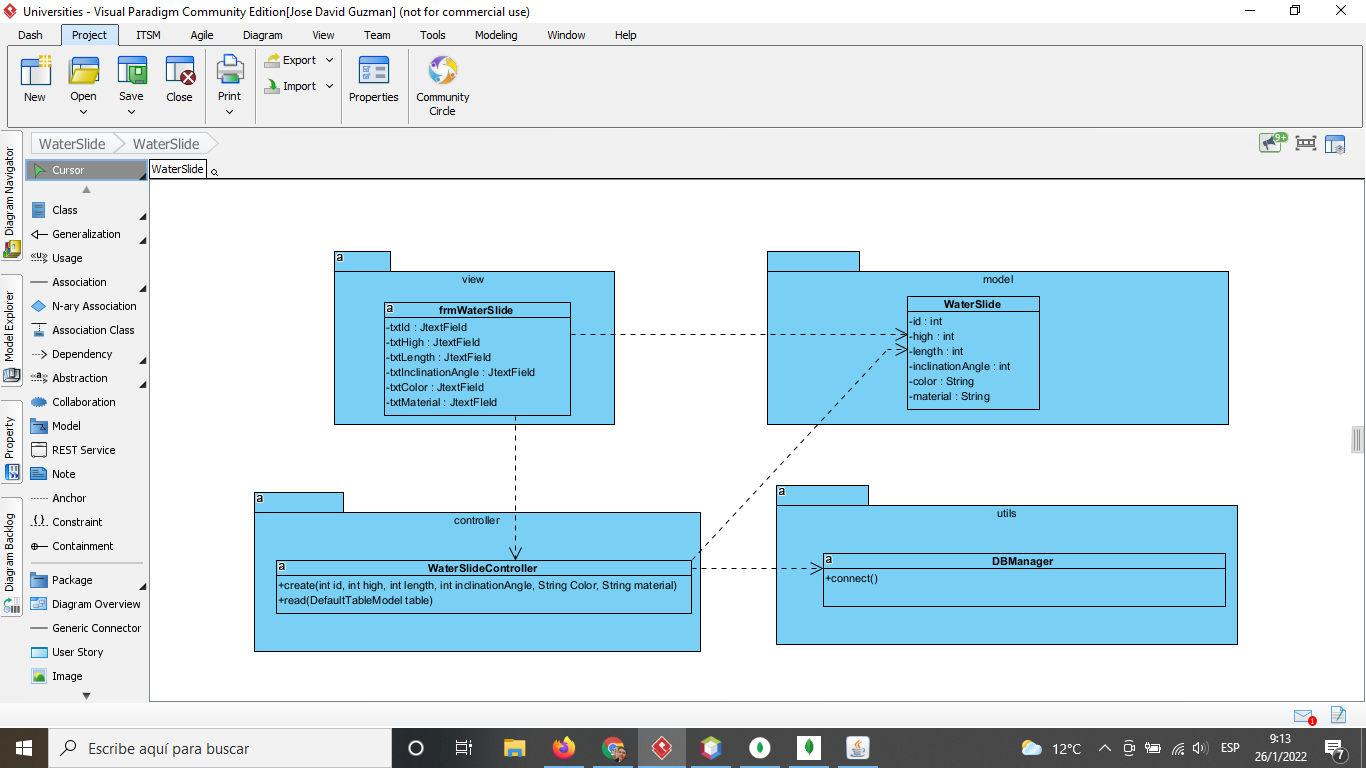 Universities - Visual Paradigm Community Edition[Jose David Guzman] (not for commercial use)
Dash Project ITSM Agile Diagram View Team Tools Modeling Window Help
Export
Import
New Open Save Close Print Properties Community Circle
WaterSlide WaterSlide
9+
Diagram Navigator
Model Explorer
Property
Diagram Backlog
Cursor
Class
Generalization
«U» Usage
Association
N-ary Association
Association Class
Dependency
«a» Abstraction
Collaboration
Model
REST Service
Note
Anchor
{} Constraint
Containment
Package
Diagram Overview
Generic Connector
User Story
Image
WaterSlide
a
view
a
frmWaterSlide
-txtId : JtextField
-txtHigh : JtextField
-txtLength : JtextField
-txtInclinationAngle : JtextField
-txtColor : JtextField
-txtMaterial : JtextFIeld
model
WaterSlide
-id : int
-high : int
-length : int
-inclinationAngle : int
-color : String
-material : String
a
controller
a
WaterSlideController
+create(int id, int high, int length, int inclinationAngle, String Color, String material)
+read(DefaultTableModel table)
a
utils
a
DBManager
+connect()
1
Escribe aquí para buscar
12°C
ESP
9:13
26/1/2022
7